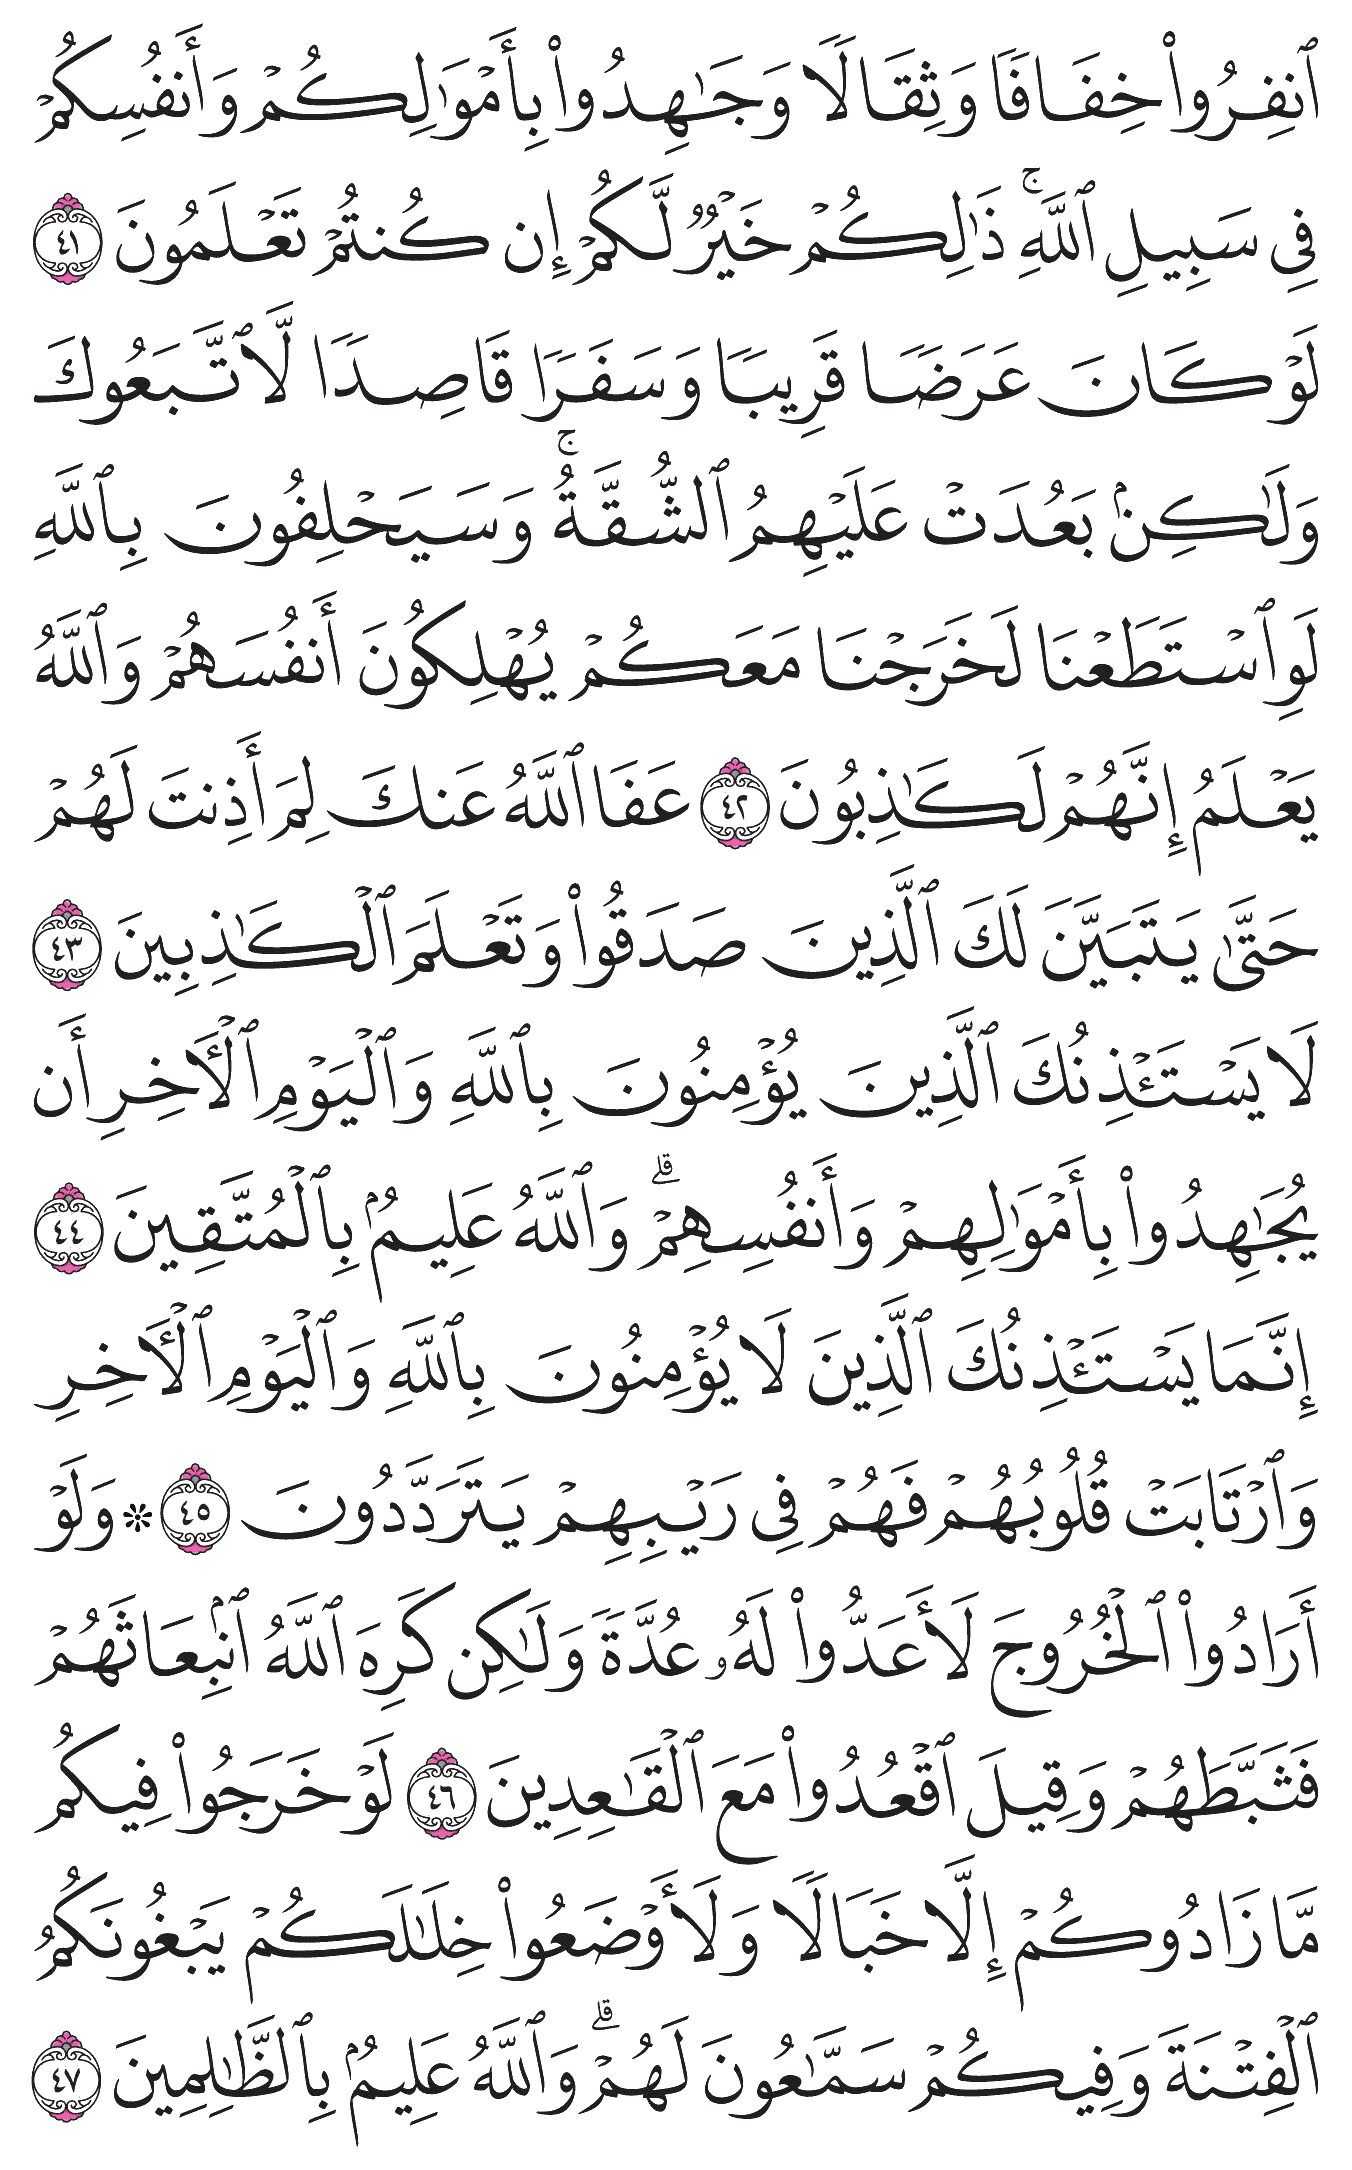 ٱنفِرُوا۟ خِفَافًا وَثِقَالًا وَجَـٰهِدُوا۟ بِأَمْوَٰلِكُمْ وَأَنفُسِكُمْ
فِى سَبِيلِ ٱللَّهِ ۚ ذَٰلِكُمْ خَيْرٌ لَّكُمْ إِن كُنتُمْ تَعْلَمُونَ ٤١
لَوْ كَانَ عَرَضًا قَرِيبًا وَسَفَرًا قَاصِدًا لَّٱتَّبَعُوكَ
وَلَـٰكِنۢ بَعُدَتْ عَلَيْهِمُ ٱلشُّقَّةُ ۚ وَسَيَحْلِفُونَ بِٱللَّهِ
لَوِ ٱسْتَطَعْنَا لَخَرَجْنَا مَعَكُمْ يُهْلِكُونَ أَنفُسَهُمْ وَٱللَّهُ
يَعْلَمُ إِنَّهُمْ لَكَـٰذِبُونَ ٤٢ عَفَا ٱللَّهُ عَنكَ لِمَ أَذِنتَ لَهُمْ
حَتَّىٰ يَتَبَيَّنَ لَكَ ٱلَّذِينَ صَدَقُوا۟ وَتَعْلَمَ ٱلْكَـٰذِبِينَ ٤٣
لَا يَسْتَـْٔذِنُكَ ٱلَّذِينَ يُؤْمِنُونَ بِٱللَّهِ وَٱلْيَوْمِ ٱلْـَٔاخِرِ أَن
يُجَـٰهِدُوا۟ بِأَمْوَٰلِهِمْ وَأَنفُسِهِمْ ۗ وَٱللَّهُ عَلِيمٌۢ بِٱلْمُتَّقِينَ ٤٤
إِنَّمَا يَسْتَـْٔذِنُكَ ٱلَّذِينَ لَا يُؤْمِنُونَ بِٱللَّهِ وَٱلْيَوْمِ ٱلْـَٔاخِرِ
وَٱرْتَابَتْ قُلُوبُهُمْ فَهُمْ فِى رَيْبِهِمْ يَتَرَدَّدُونَ ٤٥ ۞ وَلَوْ
أَرَادُوا۟ ٱلْخُرُوجَ لَأَعَدُّوا۟ لَهُۥ عُدَّةً وَلَـٰكِن كَرِهَ ٱللَّهُ ٱنۢبِعَاثَهُمْ
فَثَبَّطَهُمْ وَقِيلَ ٱقْعُدُوا۟ مَعَ ٱلْقَـٰعِدِينَ ٤٦ لَوْ خَرَجُوا۟ فِيكُم
مَّا زَادُوكُمْ إِلَّا خَبَالًا وَلَأَوْضَعُوا۟ خِلَـٰلَكُمْ يَبْغُونَكُمُ
ٱلْفِتْنَةَ وَفِيكُمْ سَمَّـٰعُونَ لَهُمْ ۗ وَٱللَّهُ عَلِيمٌۢ بِٱلظَّـٰلِمِينَ ٤٧